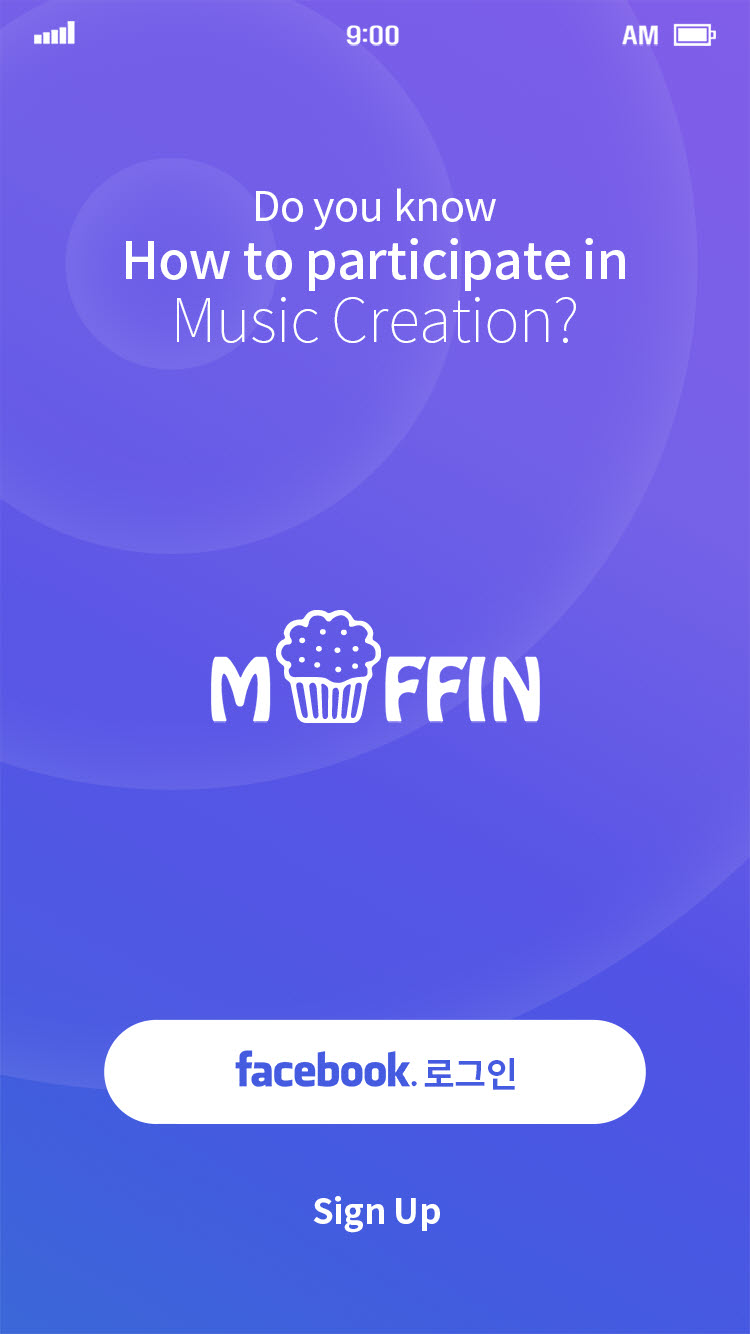 9:00 AM
Do you know
How to participate in
Music Creation?
MUFFIN
facebook. 로그인
Sign Up